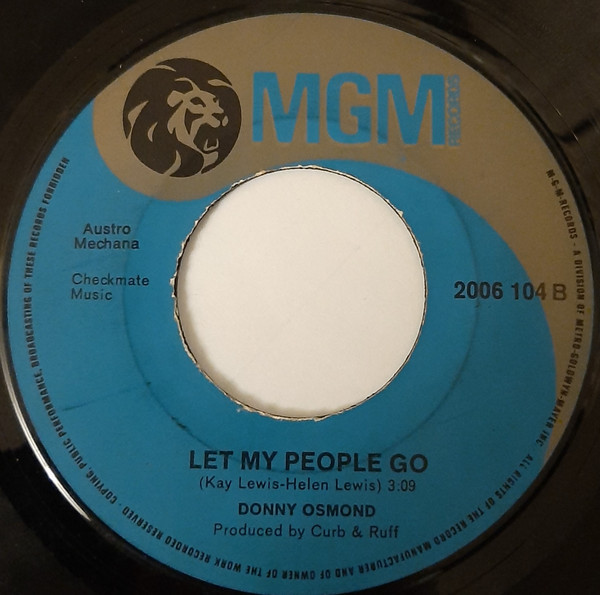 MGM
RECORDS
Austro
Mechana
Checkmate
Music
2006 104 B
LET MY PEOPLE GO
(Kay Lewis-Helen Lewis) 3:09
DONNY OSMOND
Produced by Curb & Ruff
M-G-M-RECORDS - A DIVISION OF METRO-GOLDWYN-MAYER INC. ALL RIGHTS OF THE RECORD MANUFACTURER AND OF THE OWNER OF THE WORK RECORDED RESERVED - COPYING, PUBLIC PERFORMANCE, BROADCASTING OF THESE RECORDS FORBIDDEN